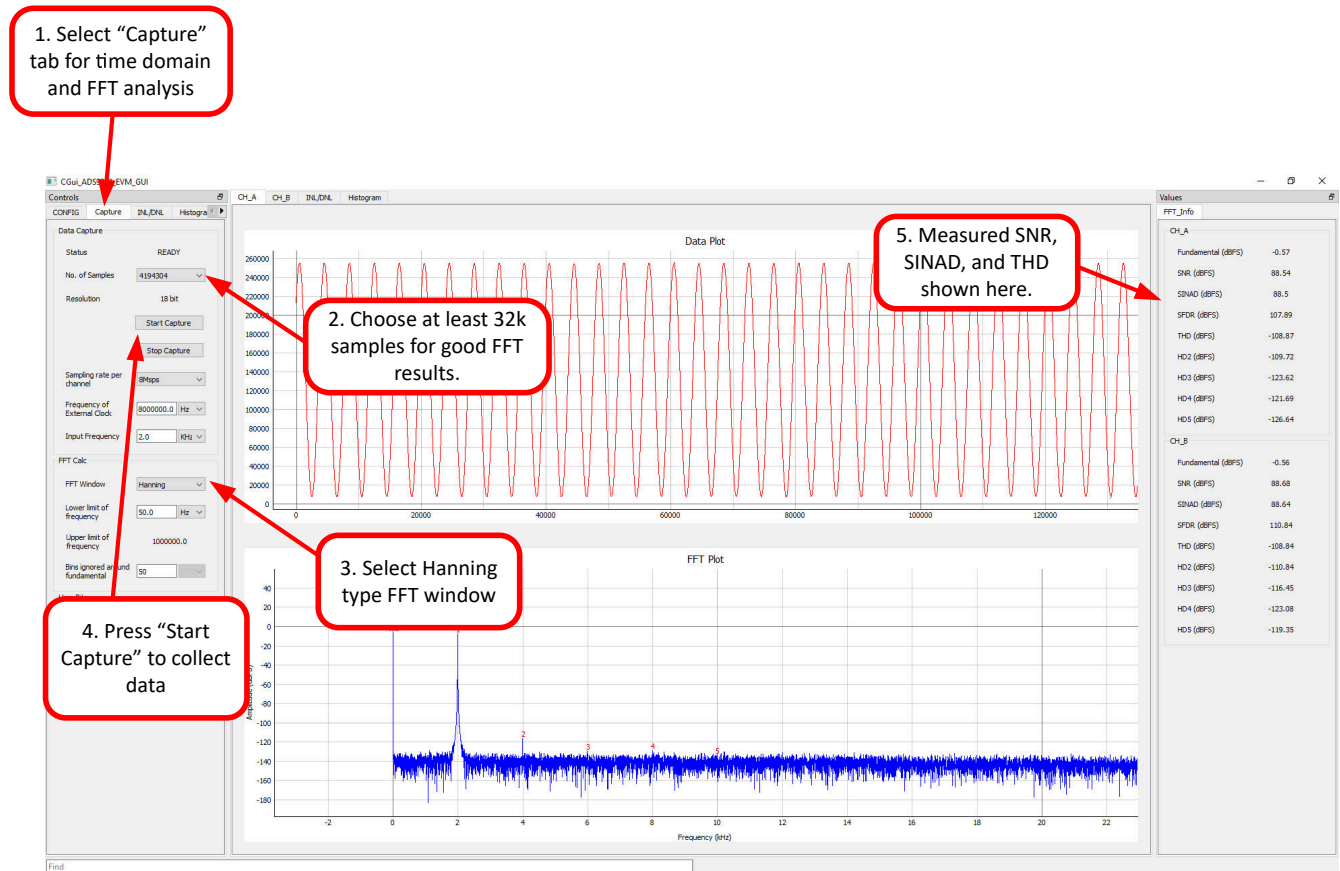 1. Select “Capture”
tab for time domain
and FFT analysis
Controls
CONFIG
Capture
INL/DNL
Histogra
Data Capture
Status
READY
No. of Samples
4194304
Resolution
18 bit
Start Capture
Stop Capture
Sampling rate per
channel
8Msps
Frequency of
External Clock
8000000.0
Hz
Input Frequency
2.0
KHz
FFT Calc
FFT Window
Hanning
Lower limit of
frequency
50.0
Hz
Upper limit of
frequency
1000000.0
Bins ignored around
fundamental
50
4. Press “Start
Capture” to collect
data
Find
CH_A
CH_B
INL/DNL
Histogram
Data Plot
260000
240000
220000
200000
180000
160000
140000
120000
100000
80000
60000
40000
20000
0
0
20000
40000
60000
80000
100000
120000
2. Choose at least 32k
samples for good FFT
results.
5. Measured SNR,
SINAD, and THD
shown here.
3. Select Hanning
type FFT window
FFT Plot
40
20
0
-20
-40
-60
-80
-100
-120
-140
-160
-180
2
3
4
5
-2
0
2
4
6
8
10
12
14
16
18
20
22
Frequency (kHz)
Values
FFT_Info
CH_A
Fundamental (dBFS) -0.57
SNR (dBFS) 88.54
SINAD (dBFS) 88.5
SFDR (dBFS) 107.89
THD (dBFS) -108.87
HD2 (dBFS) -109.72
HD3 (dBFS) -123.62
HD4 (dBFS) -121.69
HD5 (dBFS) -126.64
CH_B
Fundamental (dBFS) -0.56
SNR (dBFS) 88.68
SINAD (dBFS) 88.64
SFDR (dBFS) 110.84
THD (dBFS) -108.84
HD2 (dBFS) -110.84
HD3 (dBFS) -116.45
HD4 (dBFS) -123.08
HD5 (dBFS) -119.35